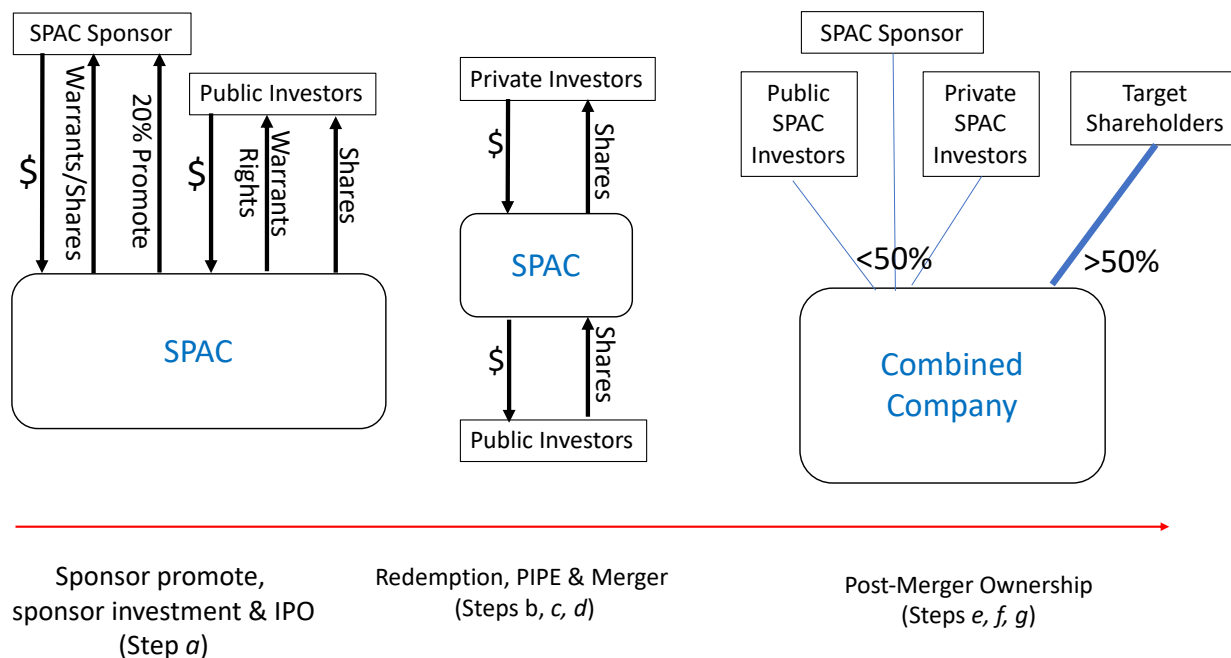 SPAC Sponsor
$
Warrants/Shares
20% Promote
Public Investors
$
Warrants
Rights
Shares
SPAC
Private Investors
$
Shares
SPAC
$
Shares
Public Investors
SPAC Sponsor
Public
SPAC
Investors
Private
SPAC
Investors
Target
Shareholders
<50%
>50%
Combined
Company
Sponsor promote,
sponsor investment & IPO
(Step a)
Redemption, PIPE & Merger
(Steps b, c, d)
Post-Merger Ownership
(Steps e, f, g)